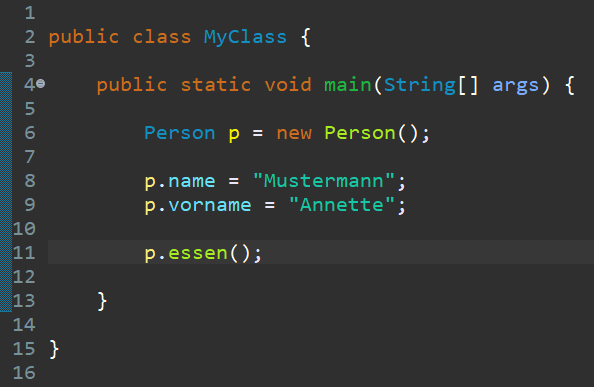 1
2 public class MyClass {
3
4 public static void main(String[] args) {
5
6 Person p = new Person();
7
8 p.name = "Mustermann";
9 p.vorname = "Annette";
10
11 p.essen();
12
13 }
14
15 }
16